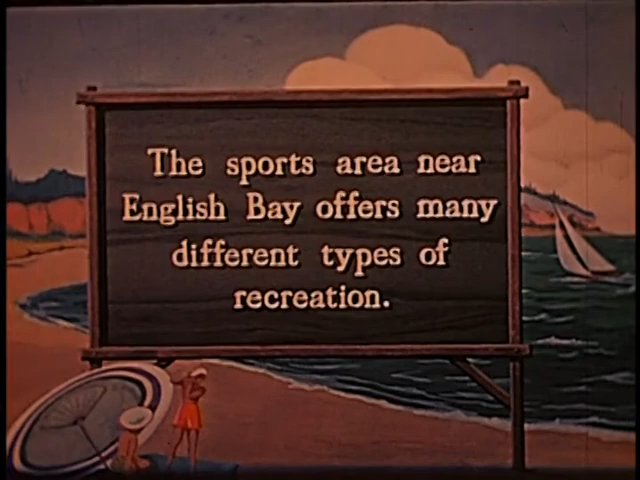 The sports area near
English Bay offers many
different types of
recreation.